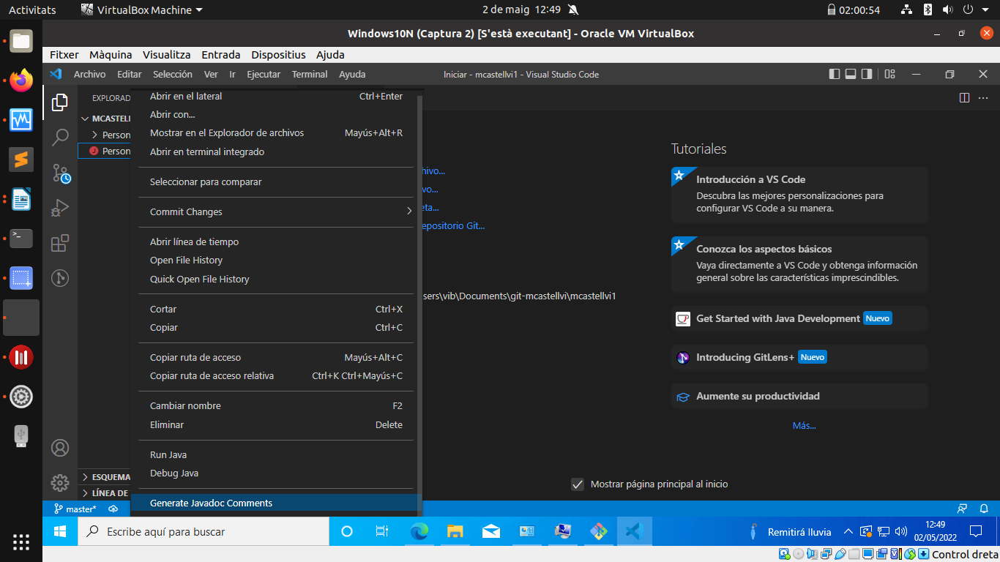 Activitats
VirtualBox Machine
2 de maig 12:49
02:00:54
Windows10N (Captura 2) [S'està executant] - Oracle VM VirtualBox
Fitxer Màquina Visualitza Entrada Dispositius Ajuda
Archivo Editar Selección Ver Ir Ejecutar Terminal Ayuda
Iniciar - mcastellvi1 - Visual Studio Code
EXPLORAD
MCASTELL
Person
Person
Abrir en el lateral Ctrl+Enter
Abrir con...
Mostrar en el Explorador de archivos Mayús+Alt+R
Abrir en terminal integrado
Seleccionar para comparar
Commit Changes
Abrir línea de tiempo
Open File History
Quick Open File History
Cortar Ctrl+X
Copiar Ctrl+C
Copiar ruta de acceso Mayús+Alt+C
Copiar ruta de acceso relativa Ctrl+K Ctrl+Mayús+C
Cambiar nombre F2
Eliminar Delete
Run Java
Debug Java
Generate Javadoc Comments
hivo...
vo...
eta...
epositorio Git...
sers\vib\Documents\git-mcastellvi\mcastellvi1
Tutoriales
Introducción a VS Code
Descubra las mejores personalizaciones para
configurar VS Code a su manera.
Conozca los aspectos básicos
Vaya directamente a VS Code y obtenga información
general sobre las características imprescindibles.
Get Started with Java Development Nuevo
Introducing GitLens+ Nuevo
Aumente su productividad
Más...
Mostrar página principal al inicio
ESQUEMA
LÍNEA DE
master*
Escribe aquí para buscar
Remitirá lluvia
12:49
02/05/2022
Control dreta